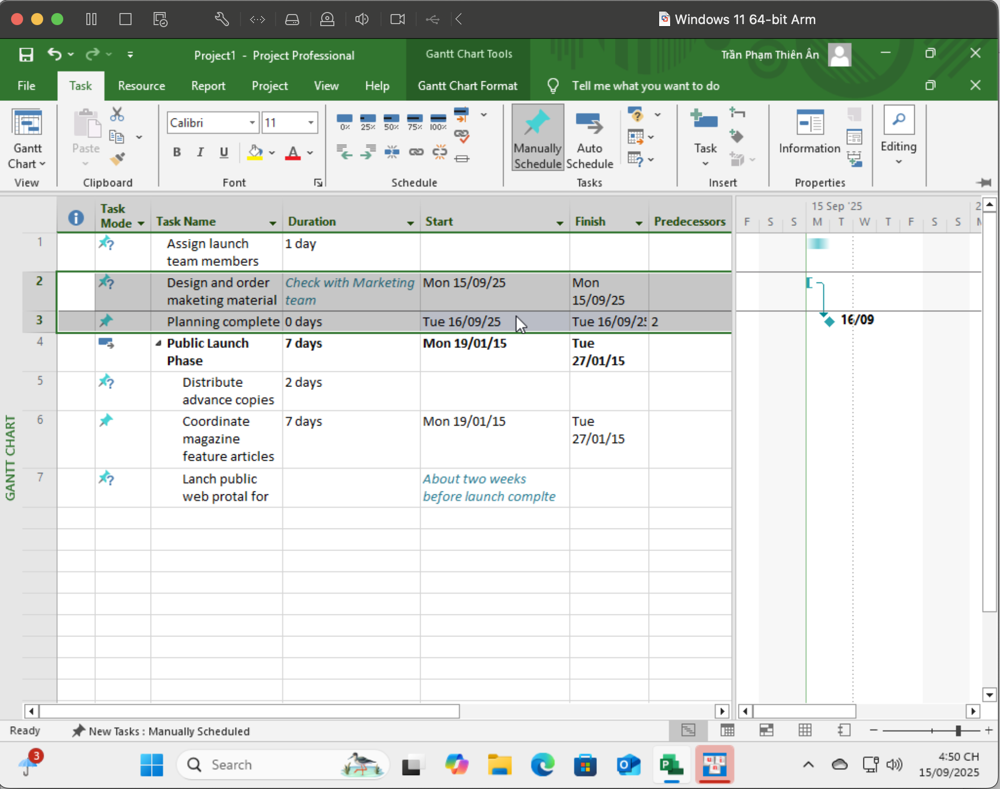 Windows 11 64-bit Arm
Project1 - Project Professional
Gantt Chart Tools
Trần Phạm Thiên Ân
File
Task
Resource
Report
Project
View
Help
Gantt Chart Format
Tell me what you want to do
Gantt
Chart
View
Paste
Clipboard
Calibri
11
B
I
U
A
Font
0%
25%
50%
75%
100%
Schedule
Manually
Schedule
Auto
Schedule
Tasks
Task
Insert
Information
Properties
Editing
Task
Mode
Task Name
Duration
Start
Finish
Predecessors
15 Sep '25
2
F S S M T W T F S S
1
Assign launch
team members
1 day
2
Design and order
maketing material
Check with Marketing
team
Mon 15/09/25
Mon
15/09/25
3
Planning complete
0 days
Tue 16/09/25
Tue 16/09/2
2
16/09
4
Public Launch
Phase
7 days
Mon 19/01/15
Tue
27/01/15
5
Distribute
advance copies
2 days
6
Coordinate
magazine
feature articles
7 days
Mon 19/01/15
Tue
27/01/15
7
Lanch public
web protal for
About two weeks
before launch complte
GANTT CHART
Ready
New Tasks : Manually Scheduled
3
Search
4:50 CH
15/09/2025